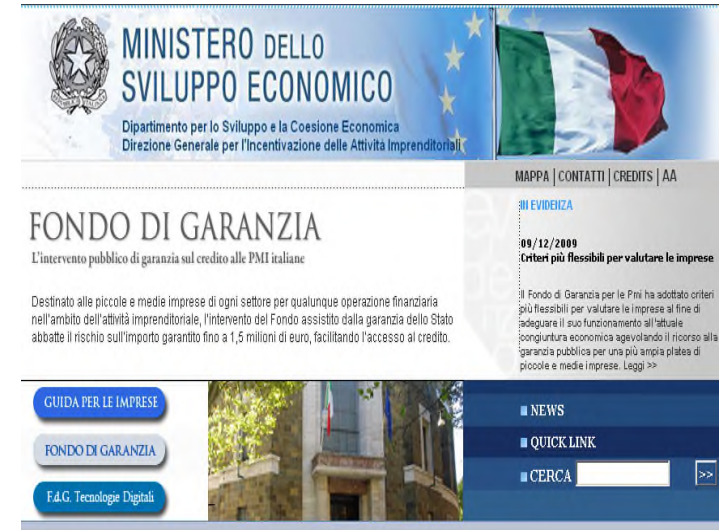 MINISTERO DELLO
SVILUPPO ECONOMICO
Dipartimento per lo Sviluppo e la Coesione Economica
Direzione Generale per l'Incentivazione delle Attività Imprenditoriali
MAPPA | CONTATTI | CREDITS | AA
FONDO DI GARANZIA
L'intervento pubblico di garanzia sul credito alle PMI italiane
Destinato alle piccole e medie imprese di ogni settore per qualunque operazione finanziaria
nell'ambito dell'attività imprenditoriale, l'intervento del Fondo assistito dalla garanzia dello Stato
abbatte il rischio sull'importo garantito fino a 1,5 milioni di euro, facilitando l'accesso al credito.
IN EVIDENZA
09/12/2009
Criteri più flessibili per valutare le imprese
Il Fondo di Garanzia per le Pmi ha adottato criteri
più flessibili per valutare le imprese al fine di
adeguare il suo funzionamento all'attuale
congiuntura economica agevolando il ricorso alla
garanzia pubblica per una più ampia platea di
piccole e medie imprese. Leggi >>
GUIDA PER LE IMPRESE
FONDO DI GARANZIA
F.d.G. Tecnologie Digitali
NEWS
QUICK LINK
CERCA >>